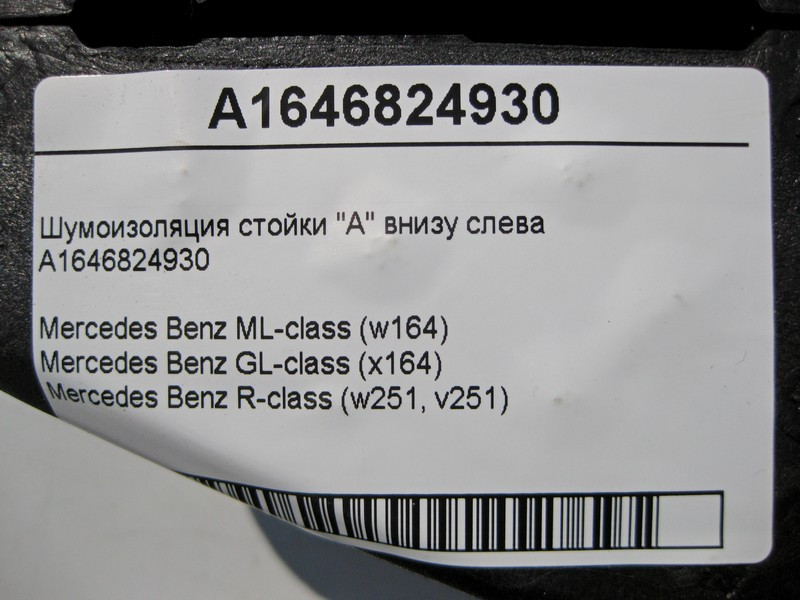 A1646824930
Шумоизоляция стойки "А" внизу слева
A1646824930
Mercedes Benz ML-class (w164)
Mercedes Benz GL-class (x164)
Mercedes Benz R-class (w251, v251)